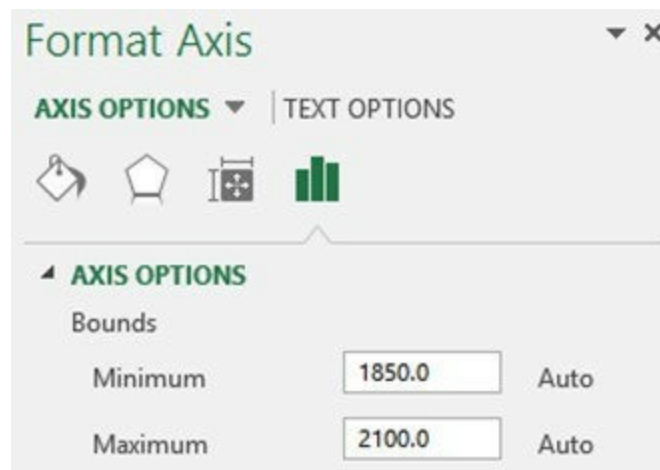 Format Axis
AXIS OPTIONS TEXT OPTIONS
AXIS OPTIONS
Bounds
Minimum 1850.0 Auto
Maximum 2100.0 Auto